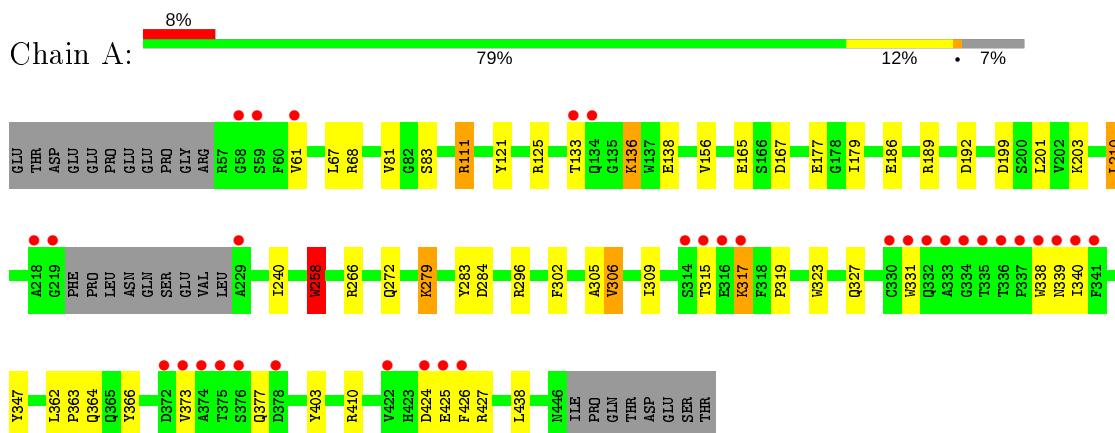 8%
Chain A:
79% 12% • 7%
GLU THR ASP GLU GLU PRO GLU GLU PRO GLY ARG R57 G58 S59 F60 V61 L67 R68 V81 G82 S83 R111 Y121 R125 T133 Q134 G135 K136 W137 E138 V156 E165 S166 D167 E177 G178 I179 E186 R189 D192 D199 S200 L201 V202 K203 L210
A218 G219 PHE PRO LEU ASN GLN SER GLU VAL LEU A229 I240 W258 R266 Q272 K279 Y283 D284 R296 F302 A305 V306 I309 S314 T315 E316 K317 F318 P319 W323 Q327 C330 W331 Q332 A333 G334 T335 T336 P337 W338 N339 I340 F341
Y347 L362 P363 Q364 Q365 Y366 D372 V373 A374 T375 S376 Q377 D378 Y403 R410 V422 H423 D424 E425 F426 R427 L438 N446 ILE PRO GLN THR ASP GLU SER THR